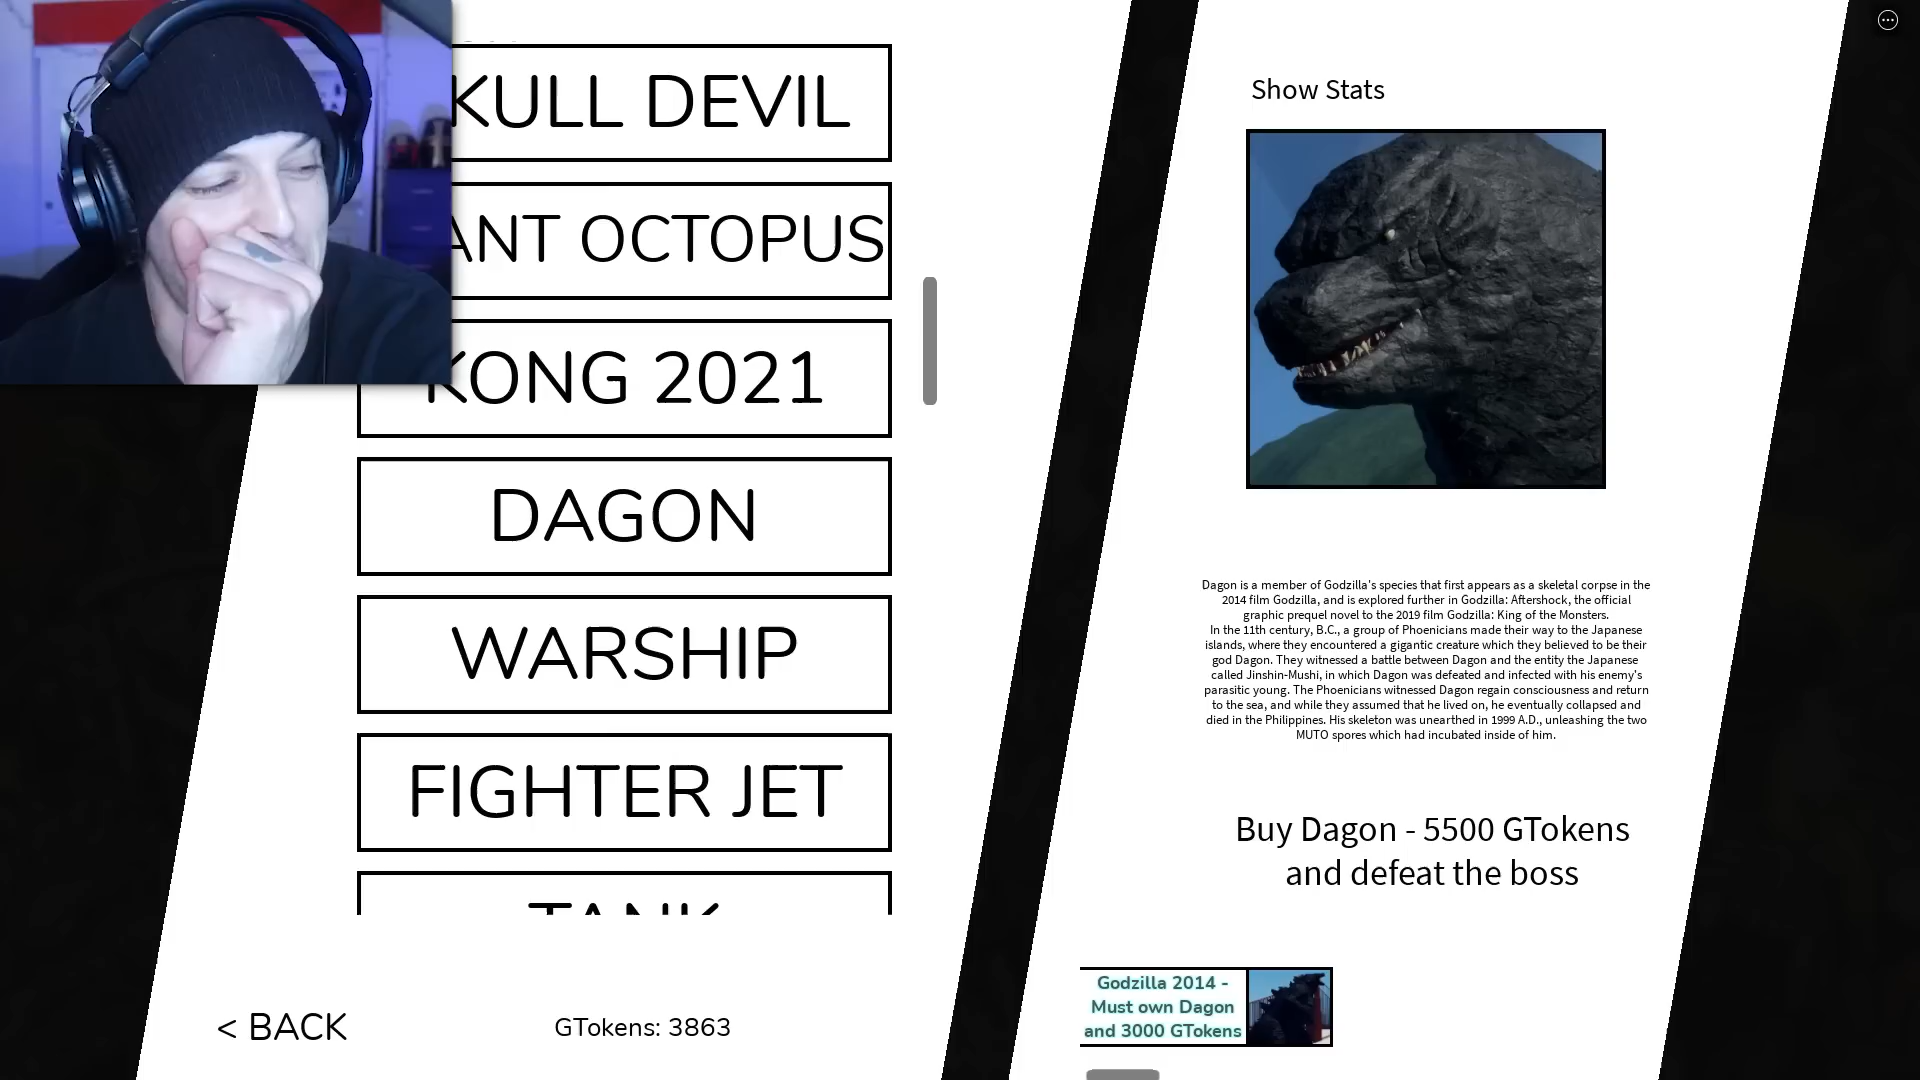 KULL DEVIL
ANT OCTOPUS
KONG 2021
DAGON
WARSHIP
FIGHTER JET
TANK
< BACK
GTokens: 3863
Show Stats
Dagon is a member of Godzilla's species that first appears as a skeletal corpse in the
2014 film Godzilla, and is explored further in Godzilla: Aftershock, the official
graphic prequel novel to the 2019 film Godzilla: King of the Monsters.
In the 11th century, B.C., a group of Phoenicians made their way to the Japanese
islands, where they encountered a gigantic creature which they believed to be their
god Dagon. They witnessed a battle between Dagon and the entity the Japanese
called Jinshin-Mushi, in which Dagon was defeated and infected with his enemy's
parasitic young. The Phoenicians witnessed Dagon regain consciousness and return
to the sea, and while they assumed that he lived on, he eventually collapsed and
died in the Philippines. His skeleton was unearthed in 1999 A.D., unleashing the two
MUTO spores which had incubated inside of him.
Buy Dagon - 5500 GTokens
and defeat the boss
Godzilla 2014 -
Must own Dagon
and 3000 GTokens